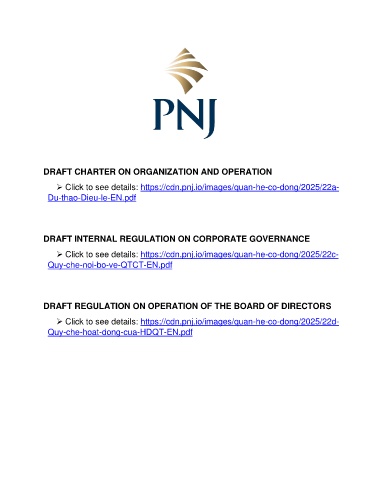 PNJ
DRAFT CHARTER ON ORGANIZATION AND OPERATION
➢ Click to see details: https://cdn.pnj.io/images/quan-he-co-dong/2025/22a-
Du-thao-Dieu-le-EN.pdf
DRAFT INTERNAL REGULATION ON CORPORATE GOVERNANCE
➢ Click to see details: https://cdn.pnj.io/images/quan-he-co-dong/2025/22c-
Quy-che-noi-bo-ve-QTCT-EN.pdf
DRAFT REGULATION ON OPERATION OF THE BOARD OF DIRECTORS
➢ Click to see details: https://cdn.pnj.io/images/quan-he-co-dong/2025/22d-
Quy-che-hoat-dong-cua-HDQT-EN.pdf